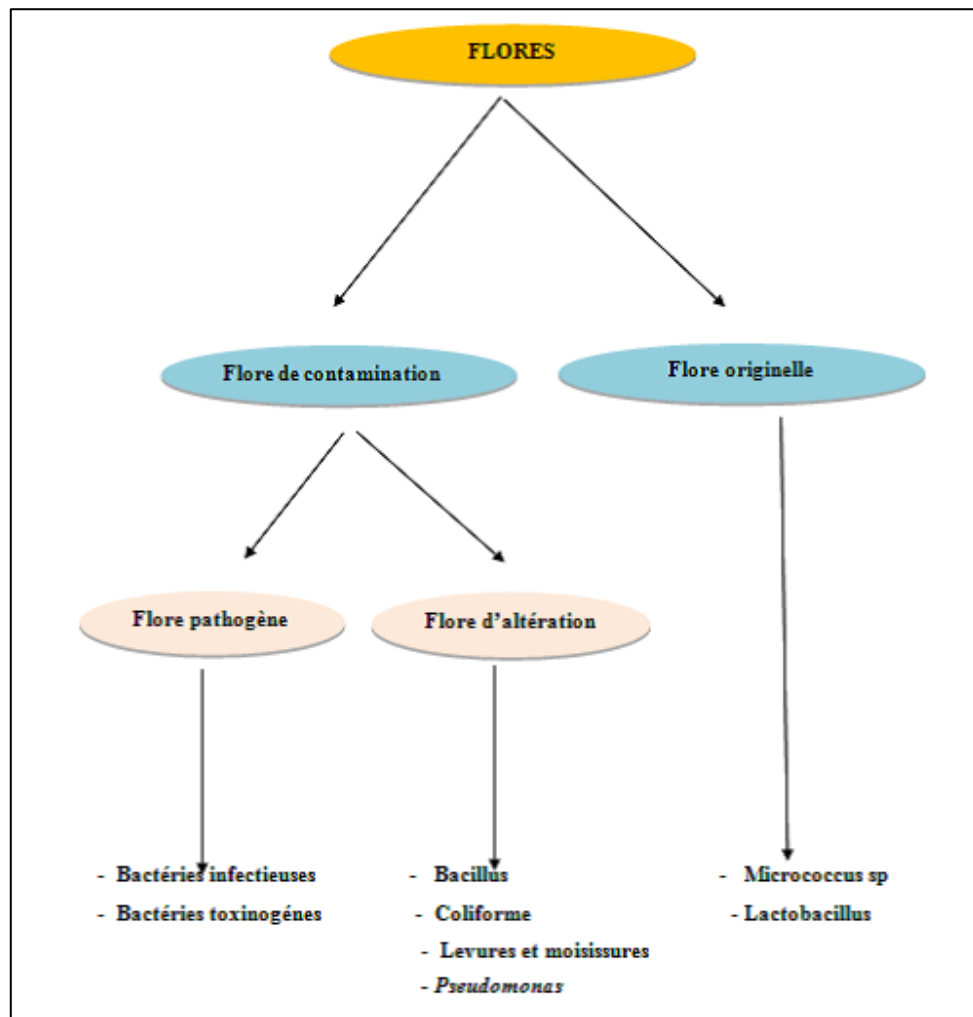 FLORES
Flore de contamination
Flore originelle
Flore pathogène
Flore d’altération
- Bactéries infectieuses
- Bactéries toxinogénes
- Bacillus
- Coliforme
- Levures et moisissures
- Pseudomonas
- Micrococcus sp
- Lactobacillus